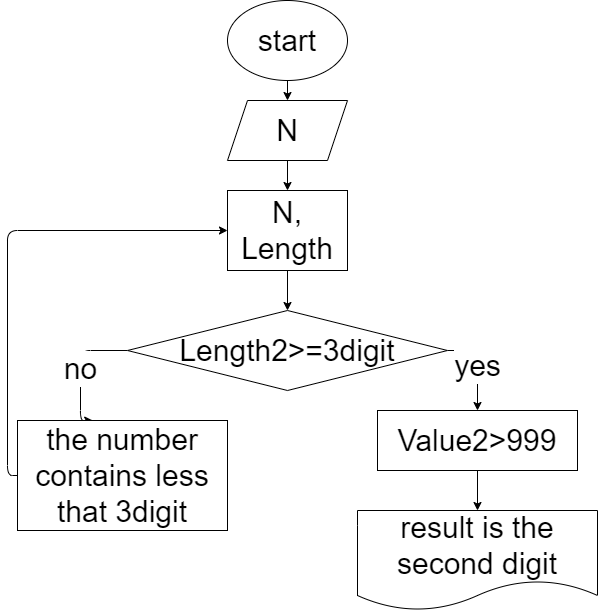 start
N
N,
Length
Length2>=3digit
no
yes
the number
contains less
that 3digit
Value2>999
result is the
second digit